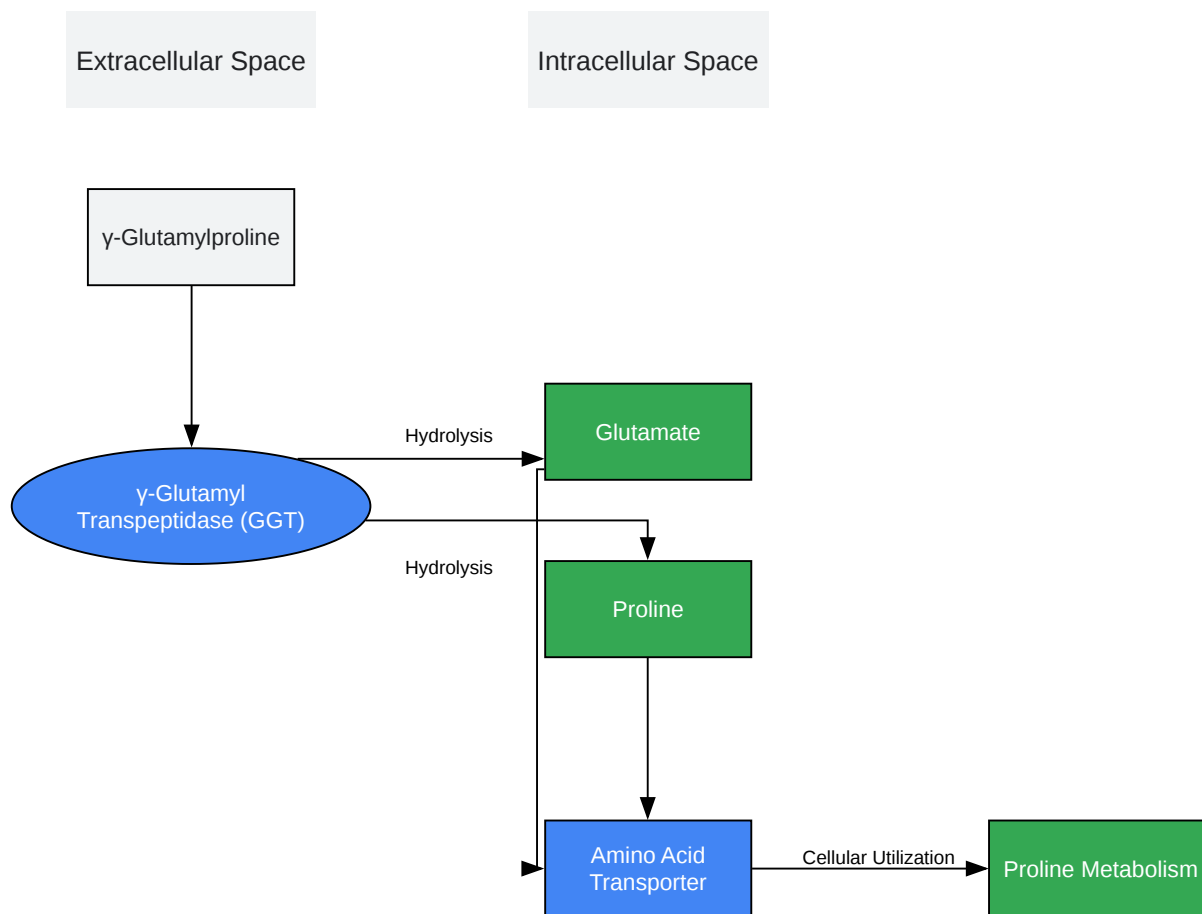 Extracellular Space
Intracellular Space
γ-Glutamylproline
Glutamate
Hydrolysis
γ-Glutamyl
Transpeptidase (GGT)
Hydrolysis
Proline
Amino Acid
Transporter
Cellular Utilization
Proline Metabolism